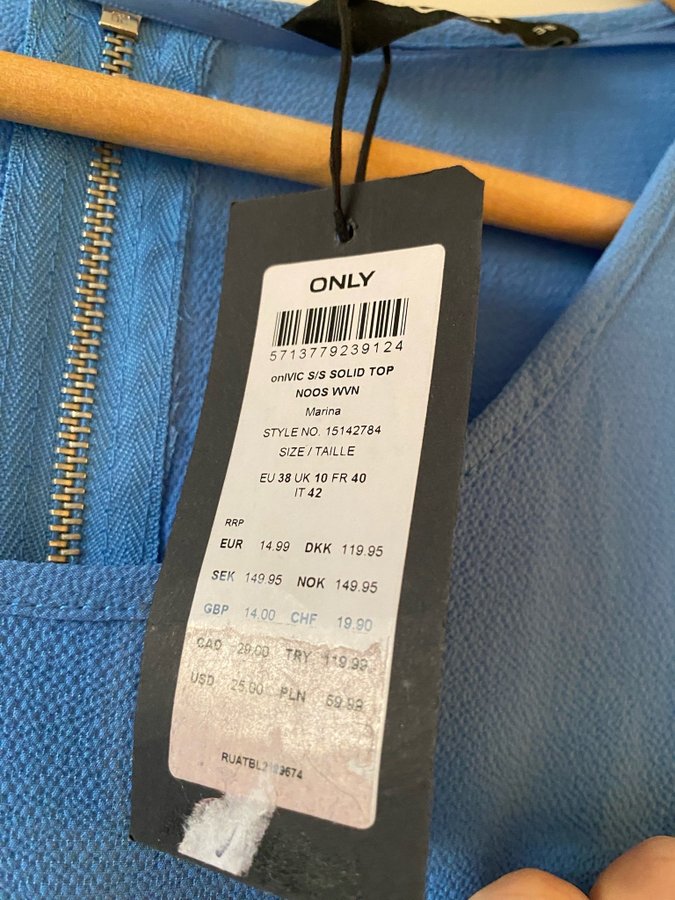 ONLY
5713779239124
onlVIC S/S SOLID TOP
NOOS WVN
Marina
STYLE NO. 15142784
SIZE / TAILLE
EU 38 UK 10 FR 40
IT 42
RRP
EUR 14.99 DKK 119.95
SEK 149.95 NOK 149.95
GBP 14.00 CHF 19.90
CAD 29.00 TRY 119.99
USD 25.00 PLN 59.99